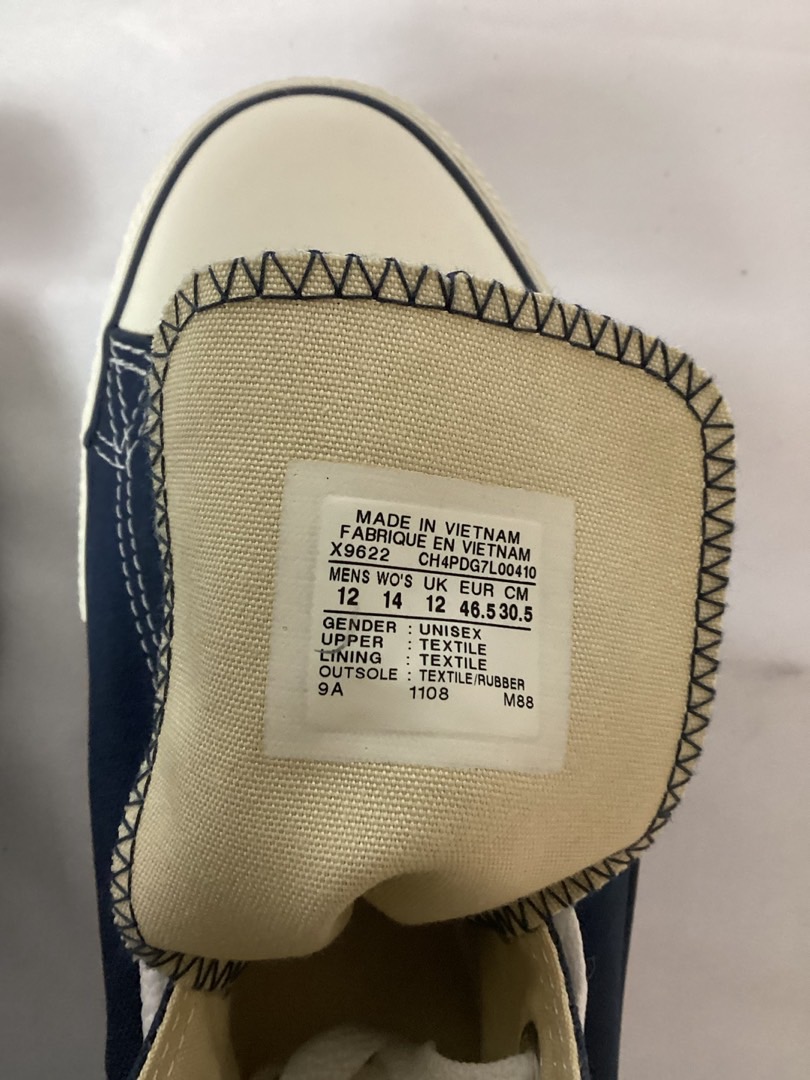 MADE IN VIETNAM
FABRIQUE EN VIETNAM
X9622 CH4PDG7L00410
MENS WO'S UK EUR CM
12 14 12 46.5 30.5
GENDER : UNISEX
UPPER : TEXTILE
LINING : TEXTILE
OUTSOLE : TEXTILE/RUBBER
9A 1108 M88